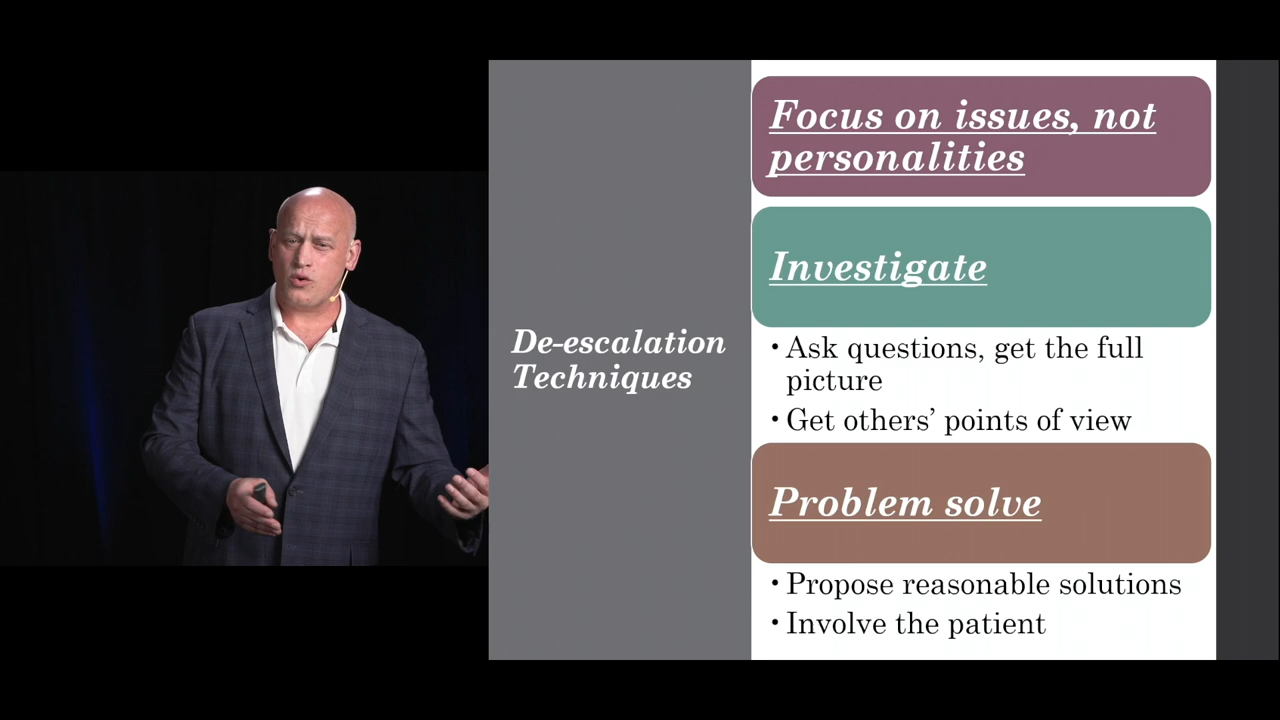 De-escalation
Techniques
Focus on issues, not
personalities
Investigate
• Ask questions, get the full
picture
• Get others’ points of view
Problem solve
• Propose reasonable solutions
• Involve the patient